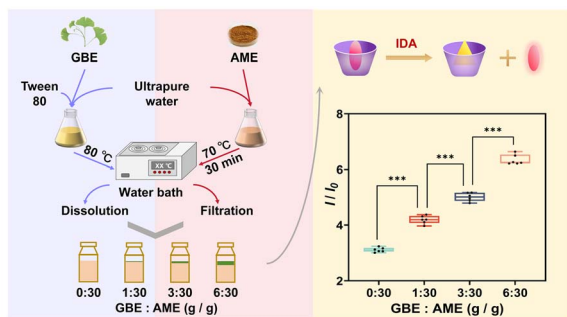 GBE
AME
Tween
80
Ultrapure
water
80 ℃
70 ℃
30 min
XX ℃
Water bath
Dissolution
Filtration
0:30
1:30
3:30
6:30
GBE : AME (g / g)
IDA
+
8
6
4
2
I / I0
***
***
***
0:30
1:30
3:30
6:30
GBE : AME (g / g)